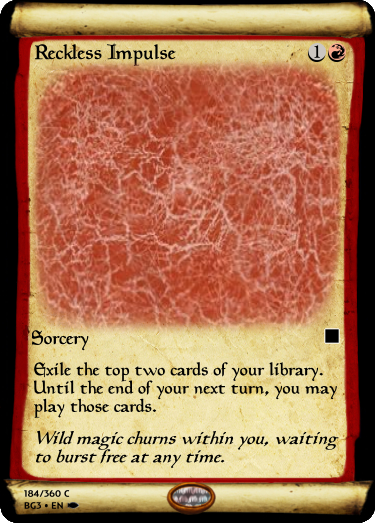 Reckless Impulse 1
Sorcery
Exile the top two cards of your library.
Until the end of your next turn, you may
play those cards.
Wild magic churns within you, waiting
to burst free at any time.
184/360 C
BG3 • EN